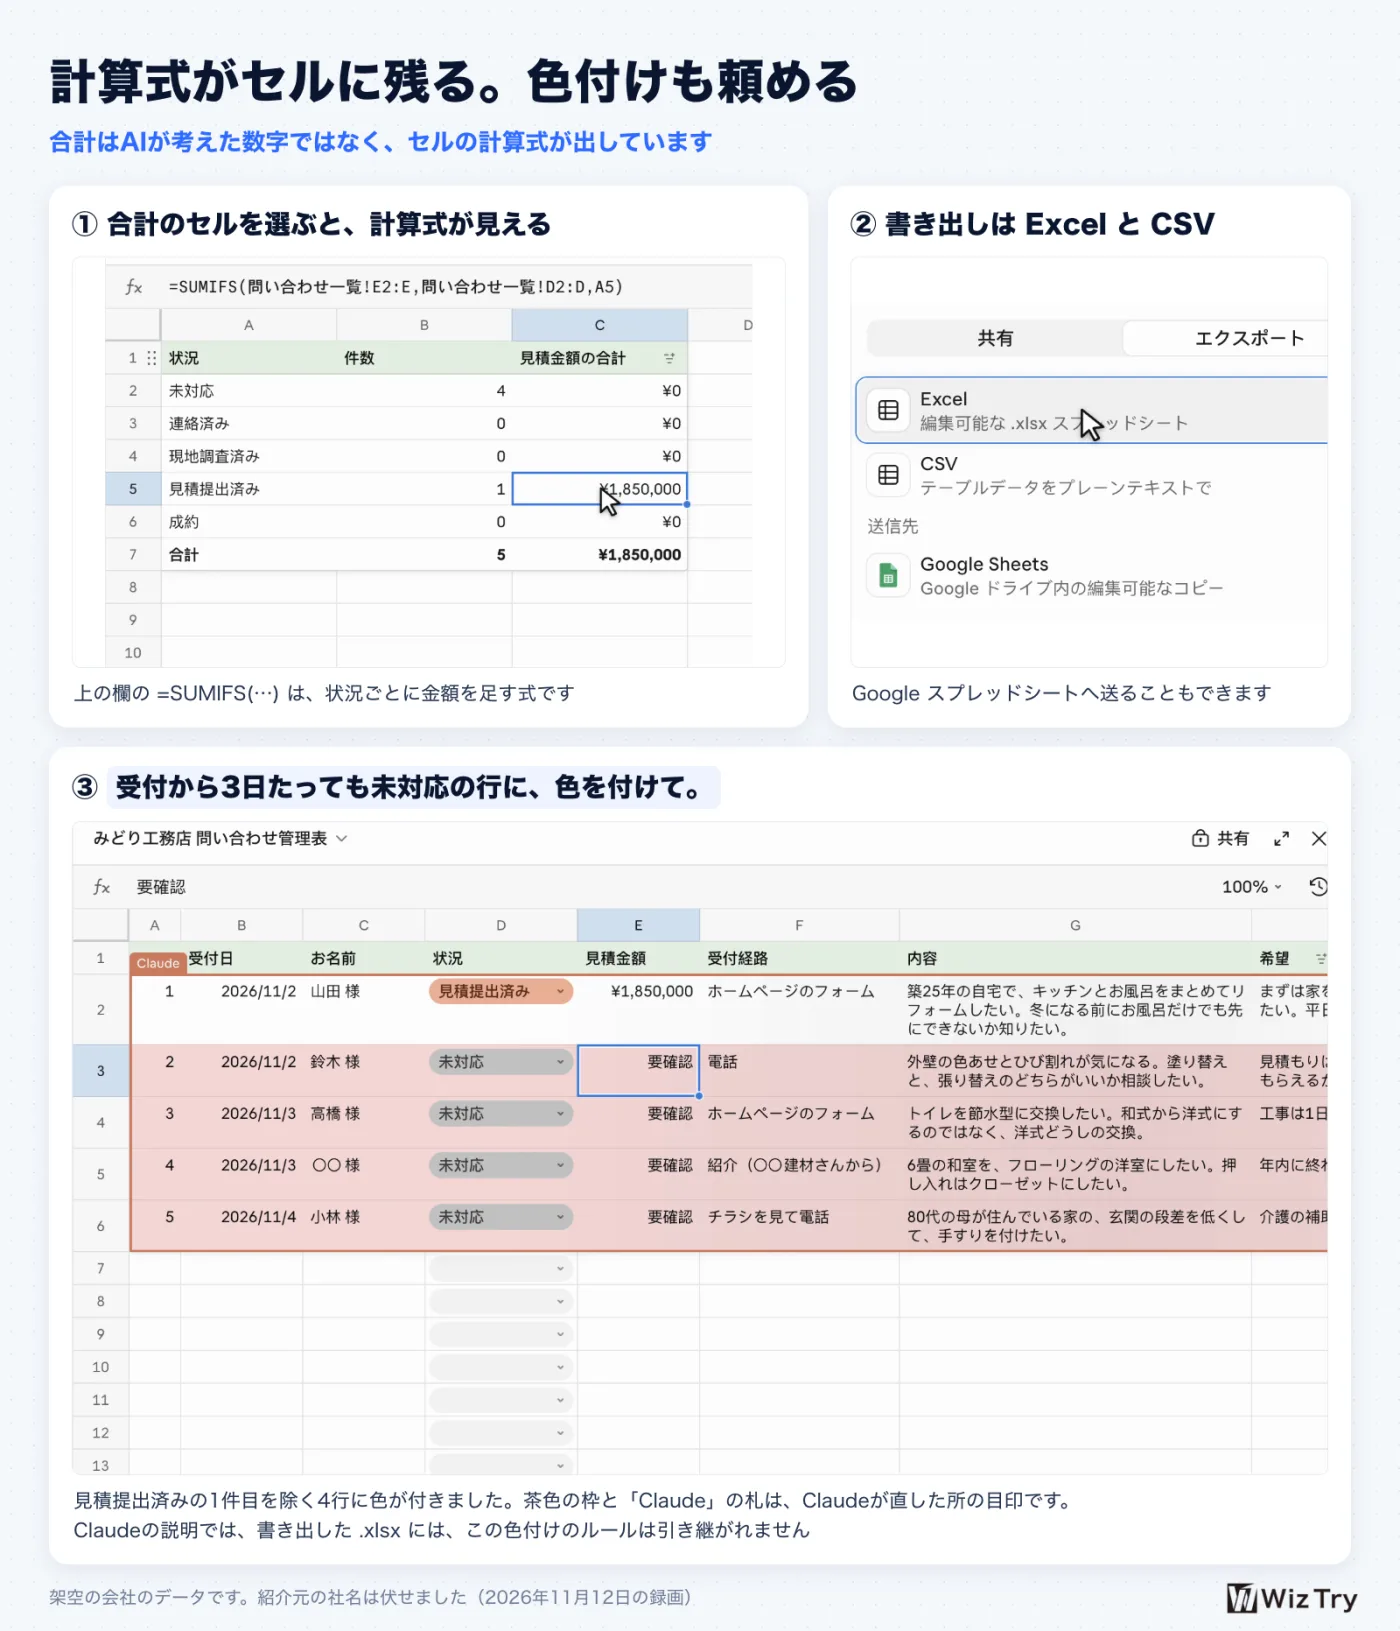 計算式がセルに残る。色付けも頼める
合計はAIが考えた数字ではなく、セルの計算式が出しています
① 合計のセルを選ぶと、計算式が見える
fx =SUMIFS(問い合わせ一覧!E2:E,問い合わせ一覧!D2:D,A5)
A B C D
1 状況 件数 見積金額の合計
2 未対応 4 ¥0
3 連絡済み 0 ¥0
4 現地調査済み 0 ¥0
5 見積提出済み 1 ¥1,850,000
6 成約 0 ¥0
7 合計 5 ¥1,850,000
8
9
10
上の欄の =SUMIFS(…) は、状況ごとに金額を足す式です
② 書き出しは Excel と CSV
共有 エクスポート
Excel
編集可能な .xlsx スプレッドシート
CSV
テーブルデータをプレーンテキストで
送信先
Google Sheets
Google ドライブ内の編集可能なコピー
Google スプレッドシートへ送ることもできます
③ 受付から3日たっても未対応の行に、色を付けて。
みどり工務店 問い合わせ管理表 共有
fx 要確認 100%
A B C D E F G
1 Claude 受付日 お名前 状況 見積金額 受付経路 内容 希望
2 1 2026/11/2 山田 様 見積提出済み ¥1,850,000 ホームページのフォーム 築25年の自宅で、キッチンとお風呂をまとめてリ まずは家を
フォームしたい。冬になる前にお風呂だけでも先 たい。平日
にできないか知りたい。
3 2 2026/11/2 鈴木 様 未対応 要確認 電話 外壁の色あせとひび割れが気になる。塗り替え 見積もりに
と、張り替えのどちらがいいか相談したい。 もらえるか
4 3 2026/11/3 高橋 様 未対応 要確認 ホームページのフォーム トイレを節水型に交換したい。和式から洋式にす 工事は1日
るのではなく、洋式どうしの交換。
5 4 2026/11/3 〇〇 様 未対応 要確認 紹介（〇〇建材さんから） 6畳の和室を、フローリングの洋室にしたい。押 年内に終わ
し入れはクローゼットにしたい。
6 5 2026/11/4 小林 様 未対応 要確認 チラシを見て電話 80代の母が住んでいる家の、玄関の段差を低くし 介護の補助
て、手すりを付けたい。
7
8
9
10
11
12
13
見積提出済みの1件目を除く4行に色が付きました。茶色の枠と「Claude」の札は、Claudeが直した所の目印です。
Claudeの説明では、書き出した .xlsx には、この色付けのルールは引き継がれません
架空の会社のデータです。紹介元の社名は伏せました（2026年11月12日の録画）
Wiz Try